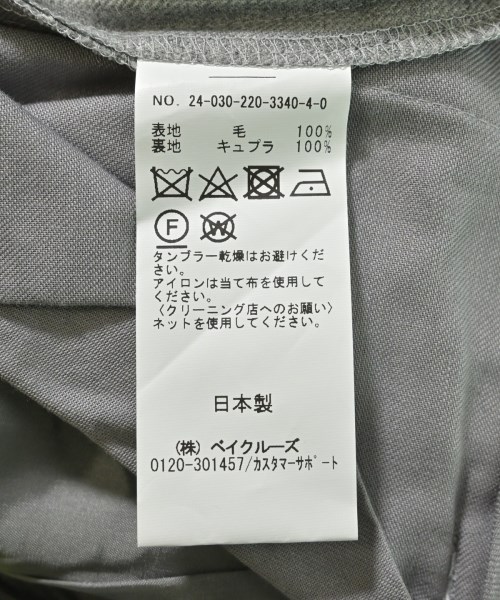 NO. 24-030-220-3340-4-0
表地 毛 100%
裏地 キュプラ 100%
F W
タンブラー乾燥はお避けくだ
さい。
アイロンは当て布を使用して
ください。
〈クリーニング店へのお願い〉
ネットを使用してください。
日本製
(株) ベイクルーズ
0120-301457/ｶｽﾀﾏｰｻﾎﾟｰﾄ